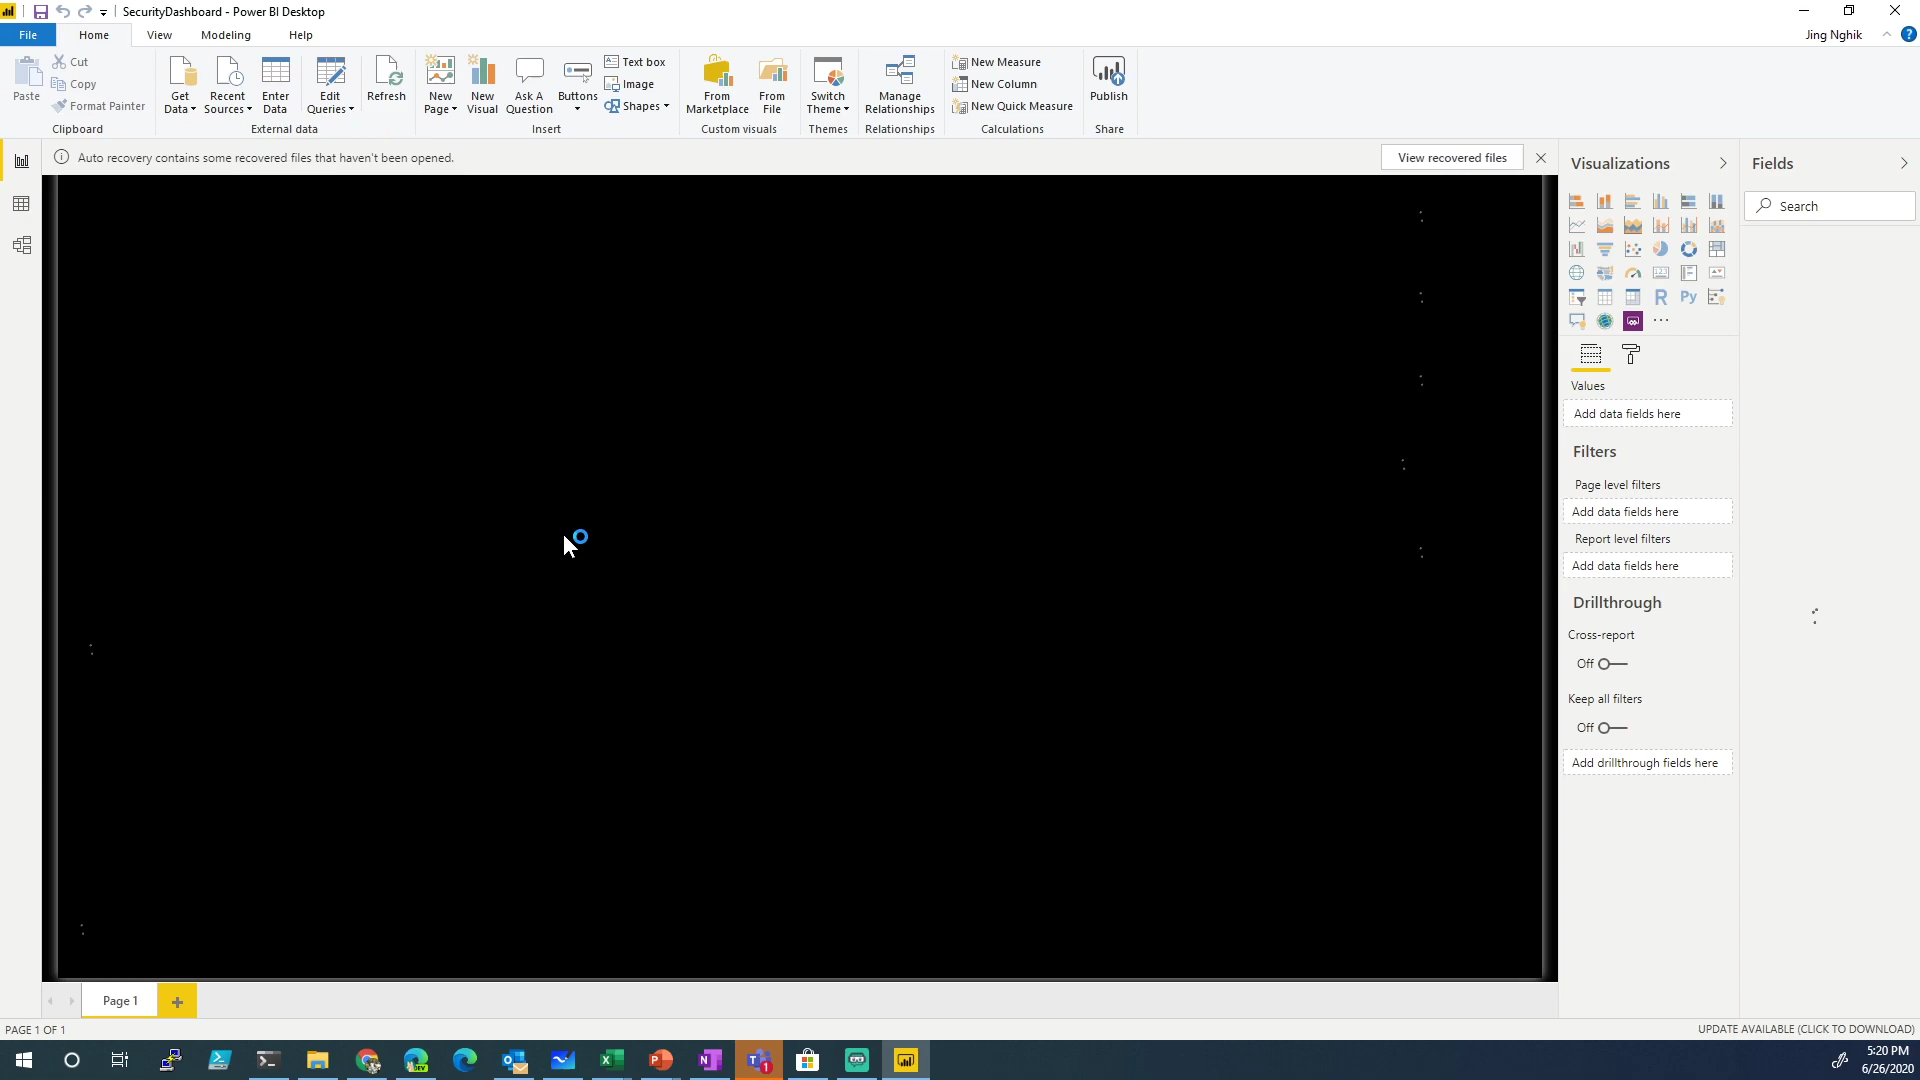 SecurityDashboard - Power BI Desktop
File Home View Modeling Help Jing Nghik
Paste Cut
Copy
Format Painter
Clipboard
Get Data
Recent Sources
Enter Data
External data
Edit Queries
Refresh
New Page
New Visual
Ask A Question
Buttons
Text box
Image
Shapes
Insert
From Marketplace
From File
Custom visuals
Switch Theme
Themes
Manage Relationships
Relationships
New Measure
New Column
New Quick Measure
Calculations
Publish
Share
Auto recovery contains some recovered files that haven't been opened. View recovered files
Visualizations
R Py
123
Values
Add data fields here
Filters
Page level filters
Add data fields here
Report level filters
Add data fields here
Drillthrough
Cross-report
Off
Keep all filters
Off
Add drillthrough fields here
Fields
Search
Page 1
PAGE 1 OF 1 UPDATE AVAILABLE (CLICK TO DOWNLOAD)
DEV
1
5:20 PM
6/26/2020